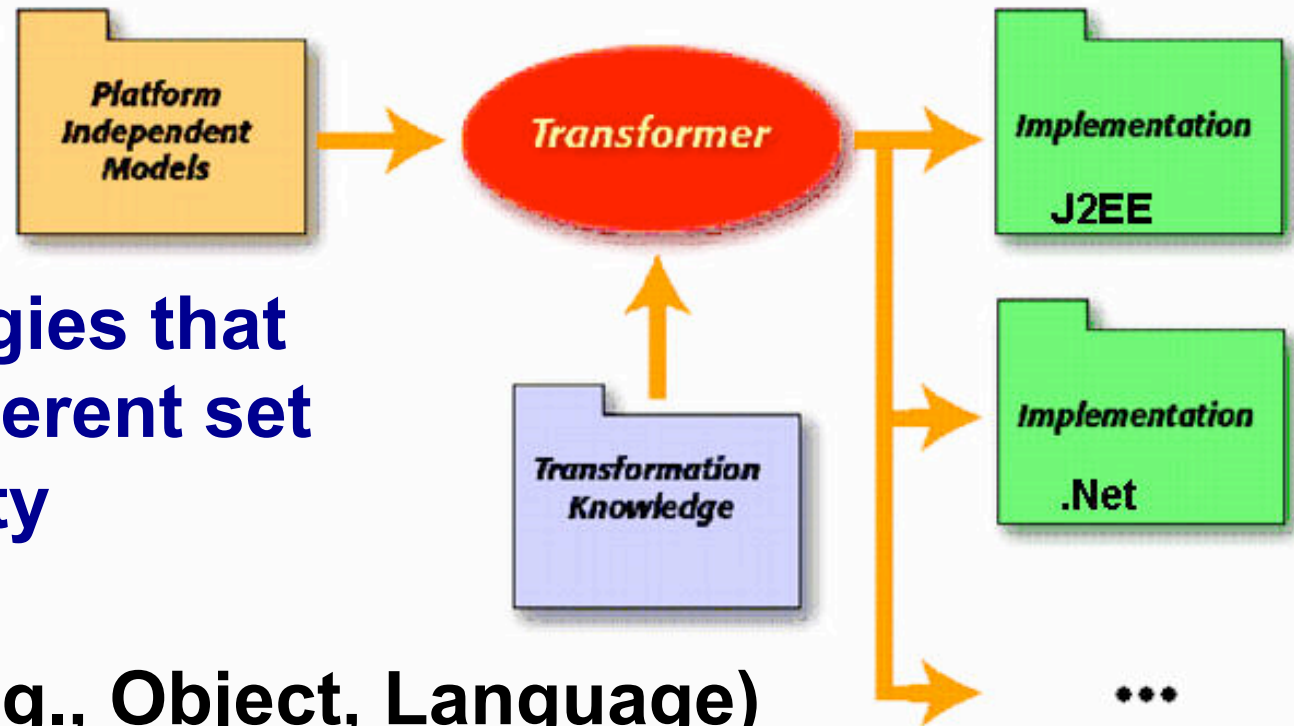 Platform
Independent
Models
Transformer
Implementation
J2EE
gies that
erent set
ty
Transformation
Knowledge
Implementation
.Net
g., Object, Language)
...